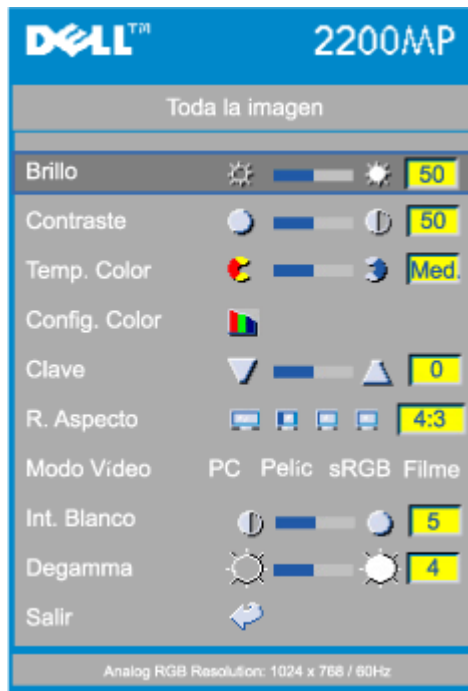 DELL™ 2200MP
Toda la imagen
Brillo 50
Contraste 50
Temp. Color Med.
Config. Color
Clave 0
R. Aspecto 4:3
Modo Vídeo PC Pelíc sRGB Filme
Int. Blanco 5
Degamma 4
Salir
Analog RGB Resolution: 1024 x 768 / 60Hz